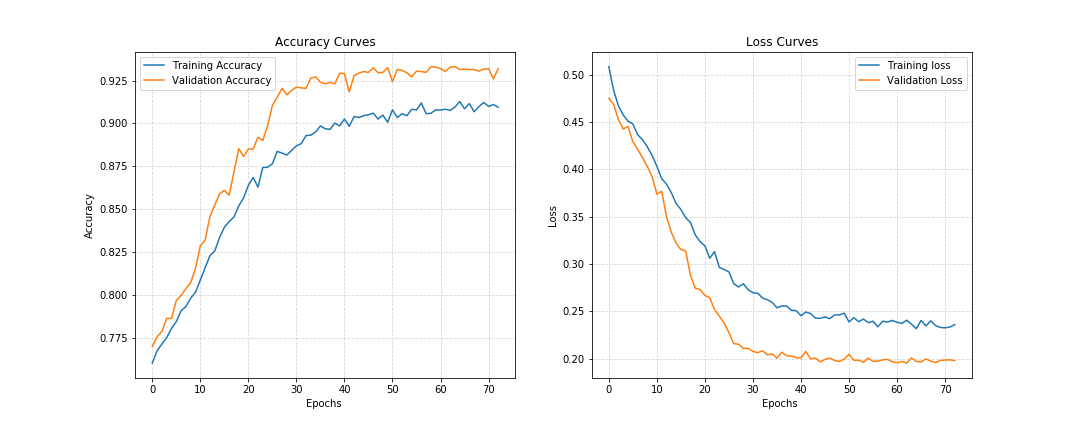 Accuracy Curves
Training Accuracy
Validation Accuracy
0.925
0.900
0.875
0.850
0.825
0.800
0.775
Accuracy
0 10 20 30 40 50 60 70
Epochs
Loss Curves
Training loss
Validation Loss
0.50
0.45
0.40
0.35
0.30
0.25
0.20
Loss
0 10 20 30 40 50 60 70
Epochs